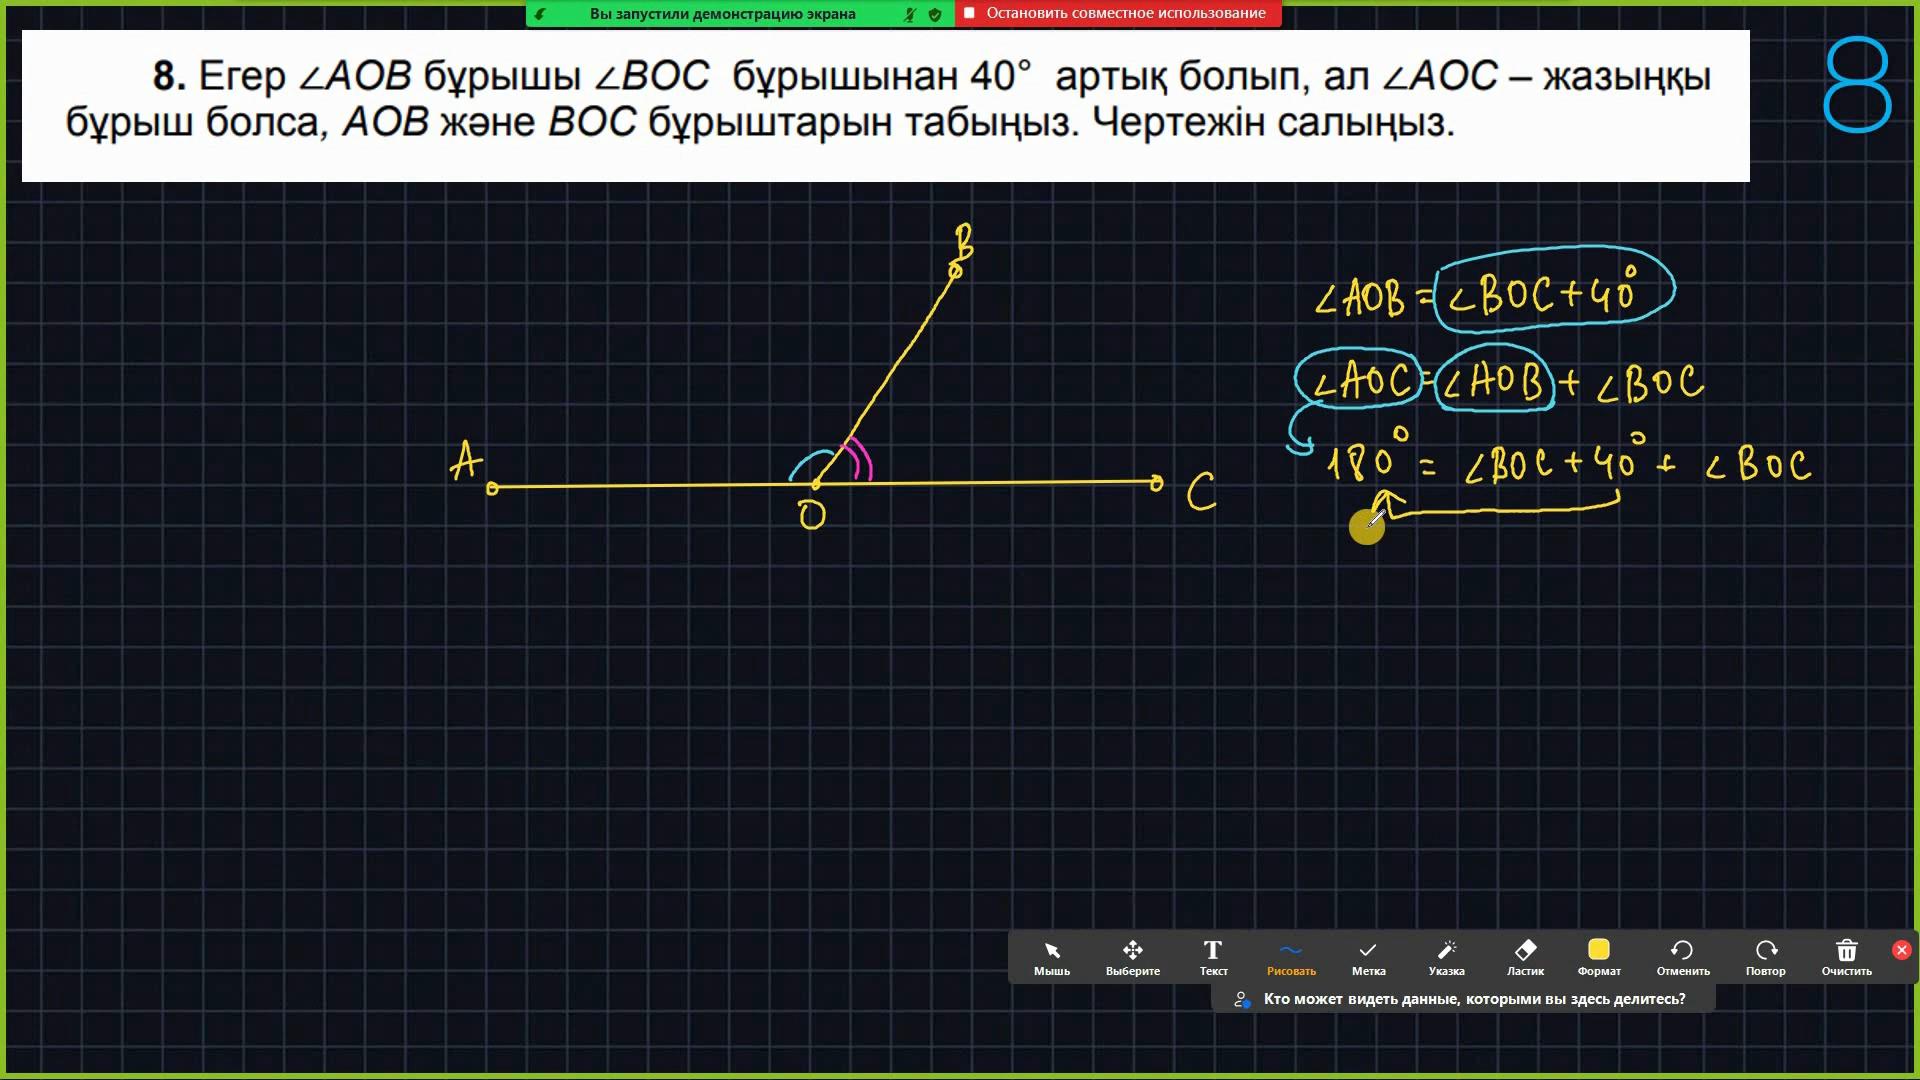 Вы запустили демонстрацию экрана Остановить совместное использование
8. Егер ∠AOB бұрышы ∠BOC бұрышынан 40° артық болып, ал ∠AOC – жазыңқы
бұрыш болса, AOB және BOC бұрыштарын табыңыз. Чертежін салыңыз.
8
B
∠AOB = ∠BOC + 40°
∠AOC = ∠AOB + ∠BOC
180° = ∠BOC + 40° + ∠BOC
A
O
C
Мышь Выберите Текст Рисовать Метка Указка Ластик Формат Отменить Повтор Очистить
Кто может видеть данные, которыми вы здесь делитесь?